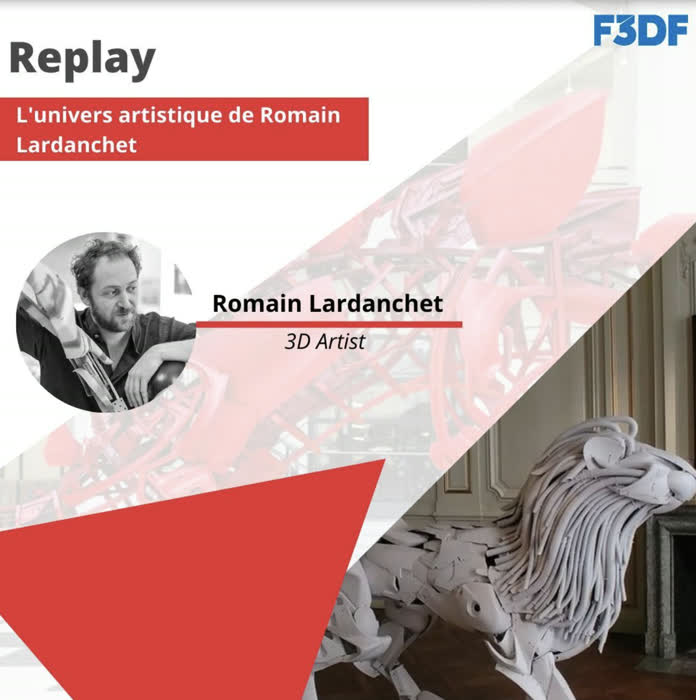 F3DF
Replay
L'univers artistique de Romain
Lardanchet
Romain Lardanchet
3D Artist